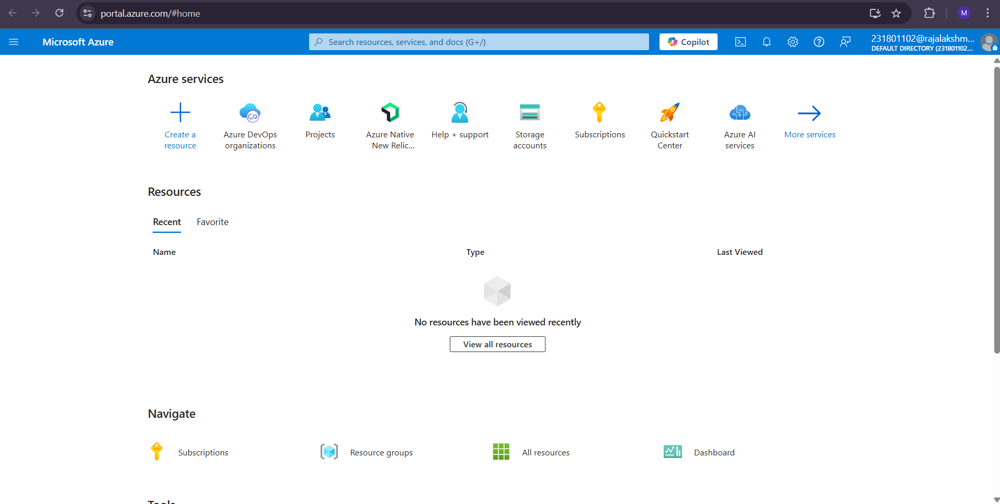 portal.azure.com/#home
M
Microsoft Azure
Search resources, services, and docs (G+/)
Copilot
231801102@rajalakshm...
DEFAULT DIRECTORY (231801102...
Azure services
Create a
resource
Azure DevOps
organizations
Projects
Azure Native
New Relic...
Help + support
Storage
accounts
Subscriptions
Quickstart
Center
Azure AI
services
More services
Resources
Recent
Favorite
Name
Type
Last Viewed
No resources have been viewed recently
View all resources
Navigate
Subscriptions
Resource groups
All resources
Dashboard
Tools